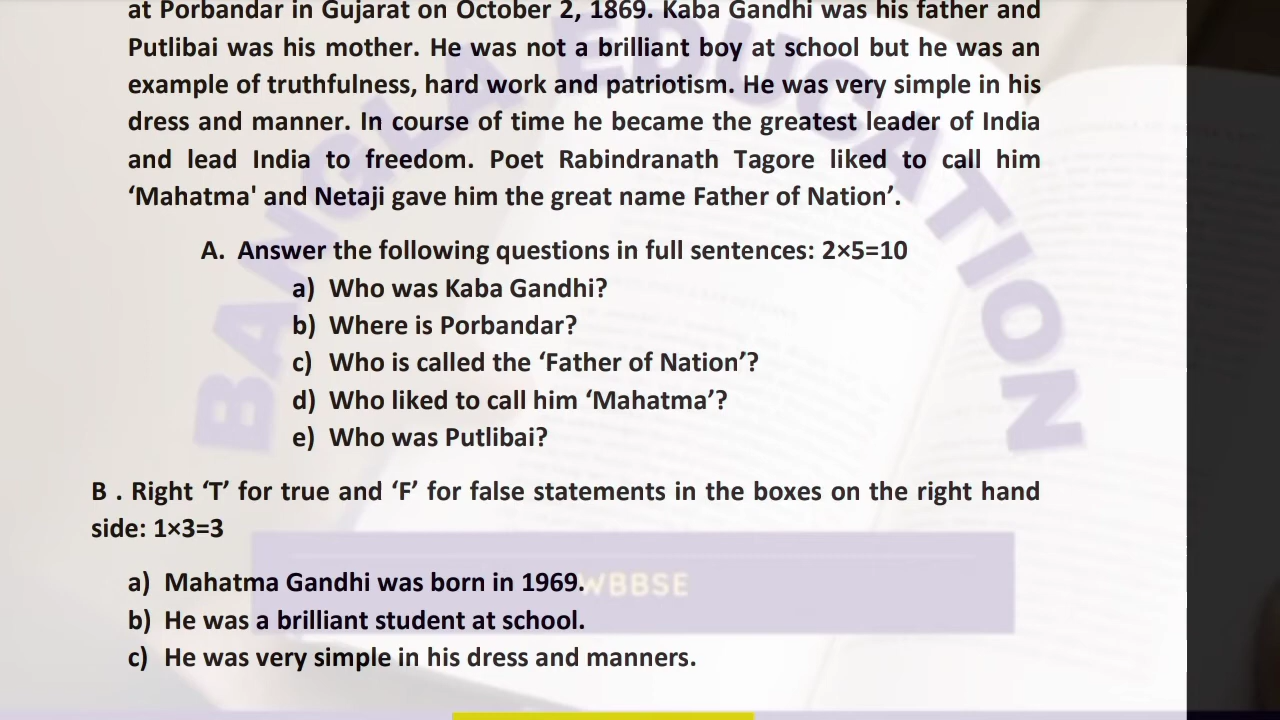 at Porbandar in Gujarat on October 2, 1869. Kaba Gandhi was his father and
Putlibai was his mother. He was not a brilliant boy at school but he was an
example of truthfulness, hard work and patriotism. He was very simple in his
dress and manner. In course of time he became the greatest leader of India
and lead India to freedom. Poet Rabindranath Tagore liked to call him
‘Mahatma' and Netaji gave him the great name Father of Nation’.
A. Answer the following questions in full sentences: 2×5=10
a) Who was Kaba Gandhi?
b) Where is Porbandar?
c) Who is called the ‘Father of Nation’?
d) Who liked to call him ‘Mahatma’?
e) Who was Putlibai?
B . Right ‘T’ for true and ‘F’ for false statements in the boxes on the right hand
side: 1×3=3
a) Mahatma Gandhi was born in 1969.
b) He was a brilliant student at school.
c) He was very simple in his dress and manners.
BANGLA EDUCATION
WBBSE